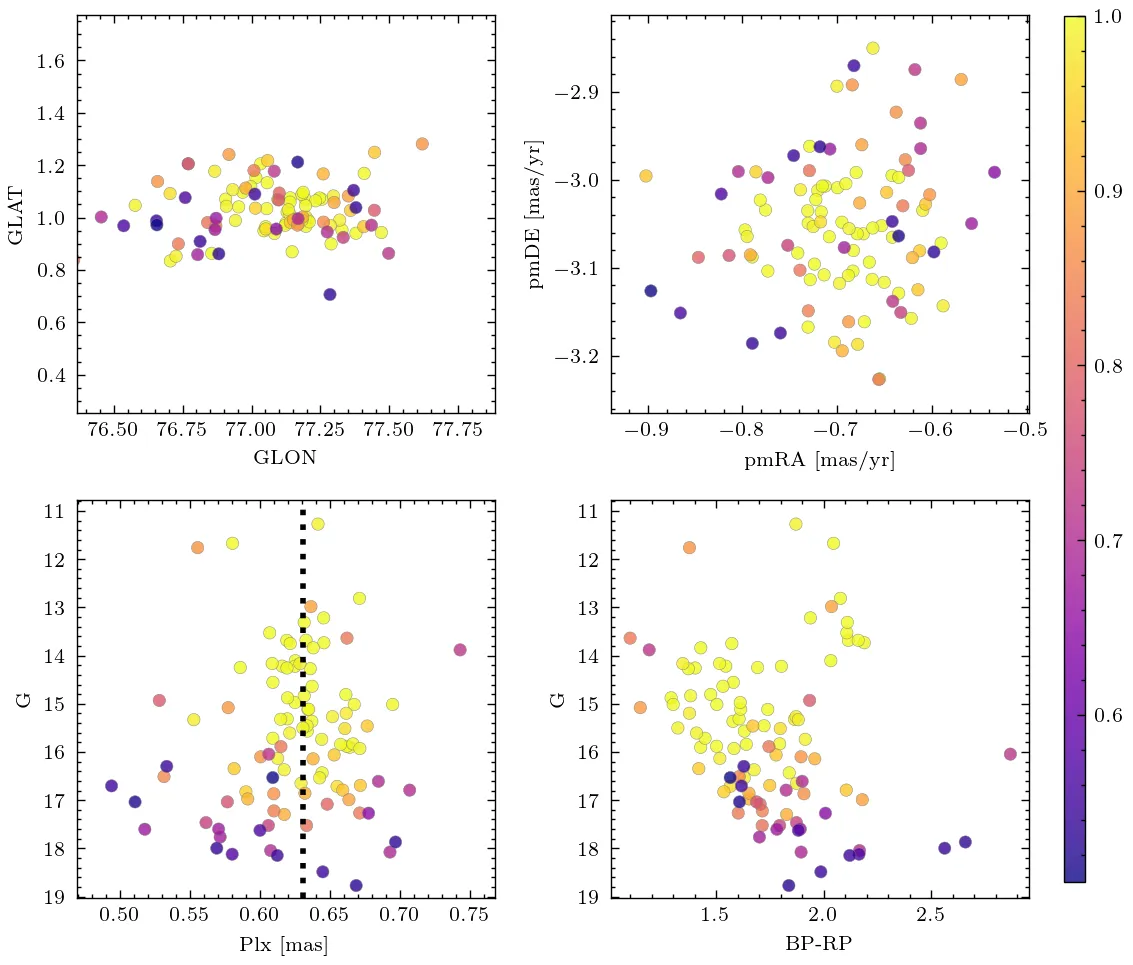 1.6
1.4
1.2
1.0
0.8
0.6
0.4
GLAT
76.50 76.75 77.00 77.25 77.50 77.75
GLON
−2.9
−3.0
−3.1
−3.2
pmDE [mas/yr]
−0.9 −0.8 −0.7 −0.6 −0.5
pmRA [mas/yr]
1.0
0.9
0.8
0.7
0.6
11
12
13
14
15
16
17
18
19
G
0.50 0.55 0.60 0.65 0.70 0.75
Plx [mas]
11
12
13
14
15
16
17
18
19
G
1.5 2.0 2.5
BP-RP